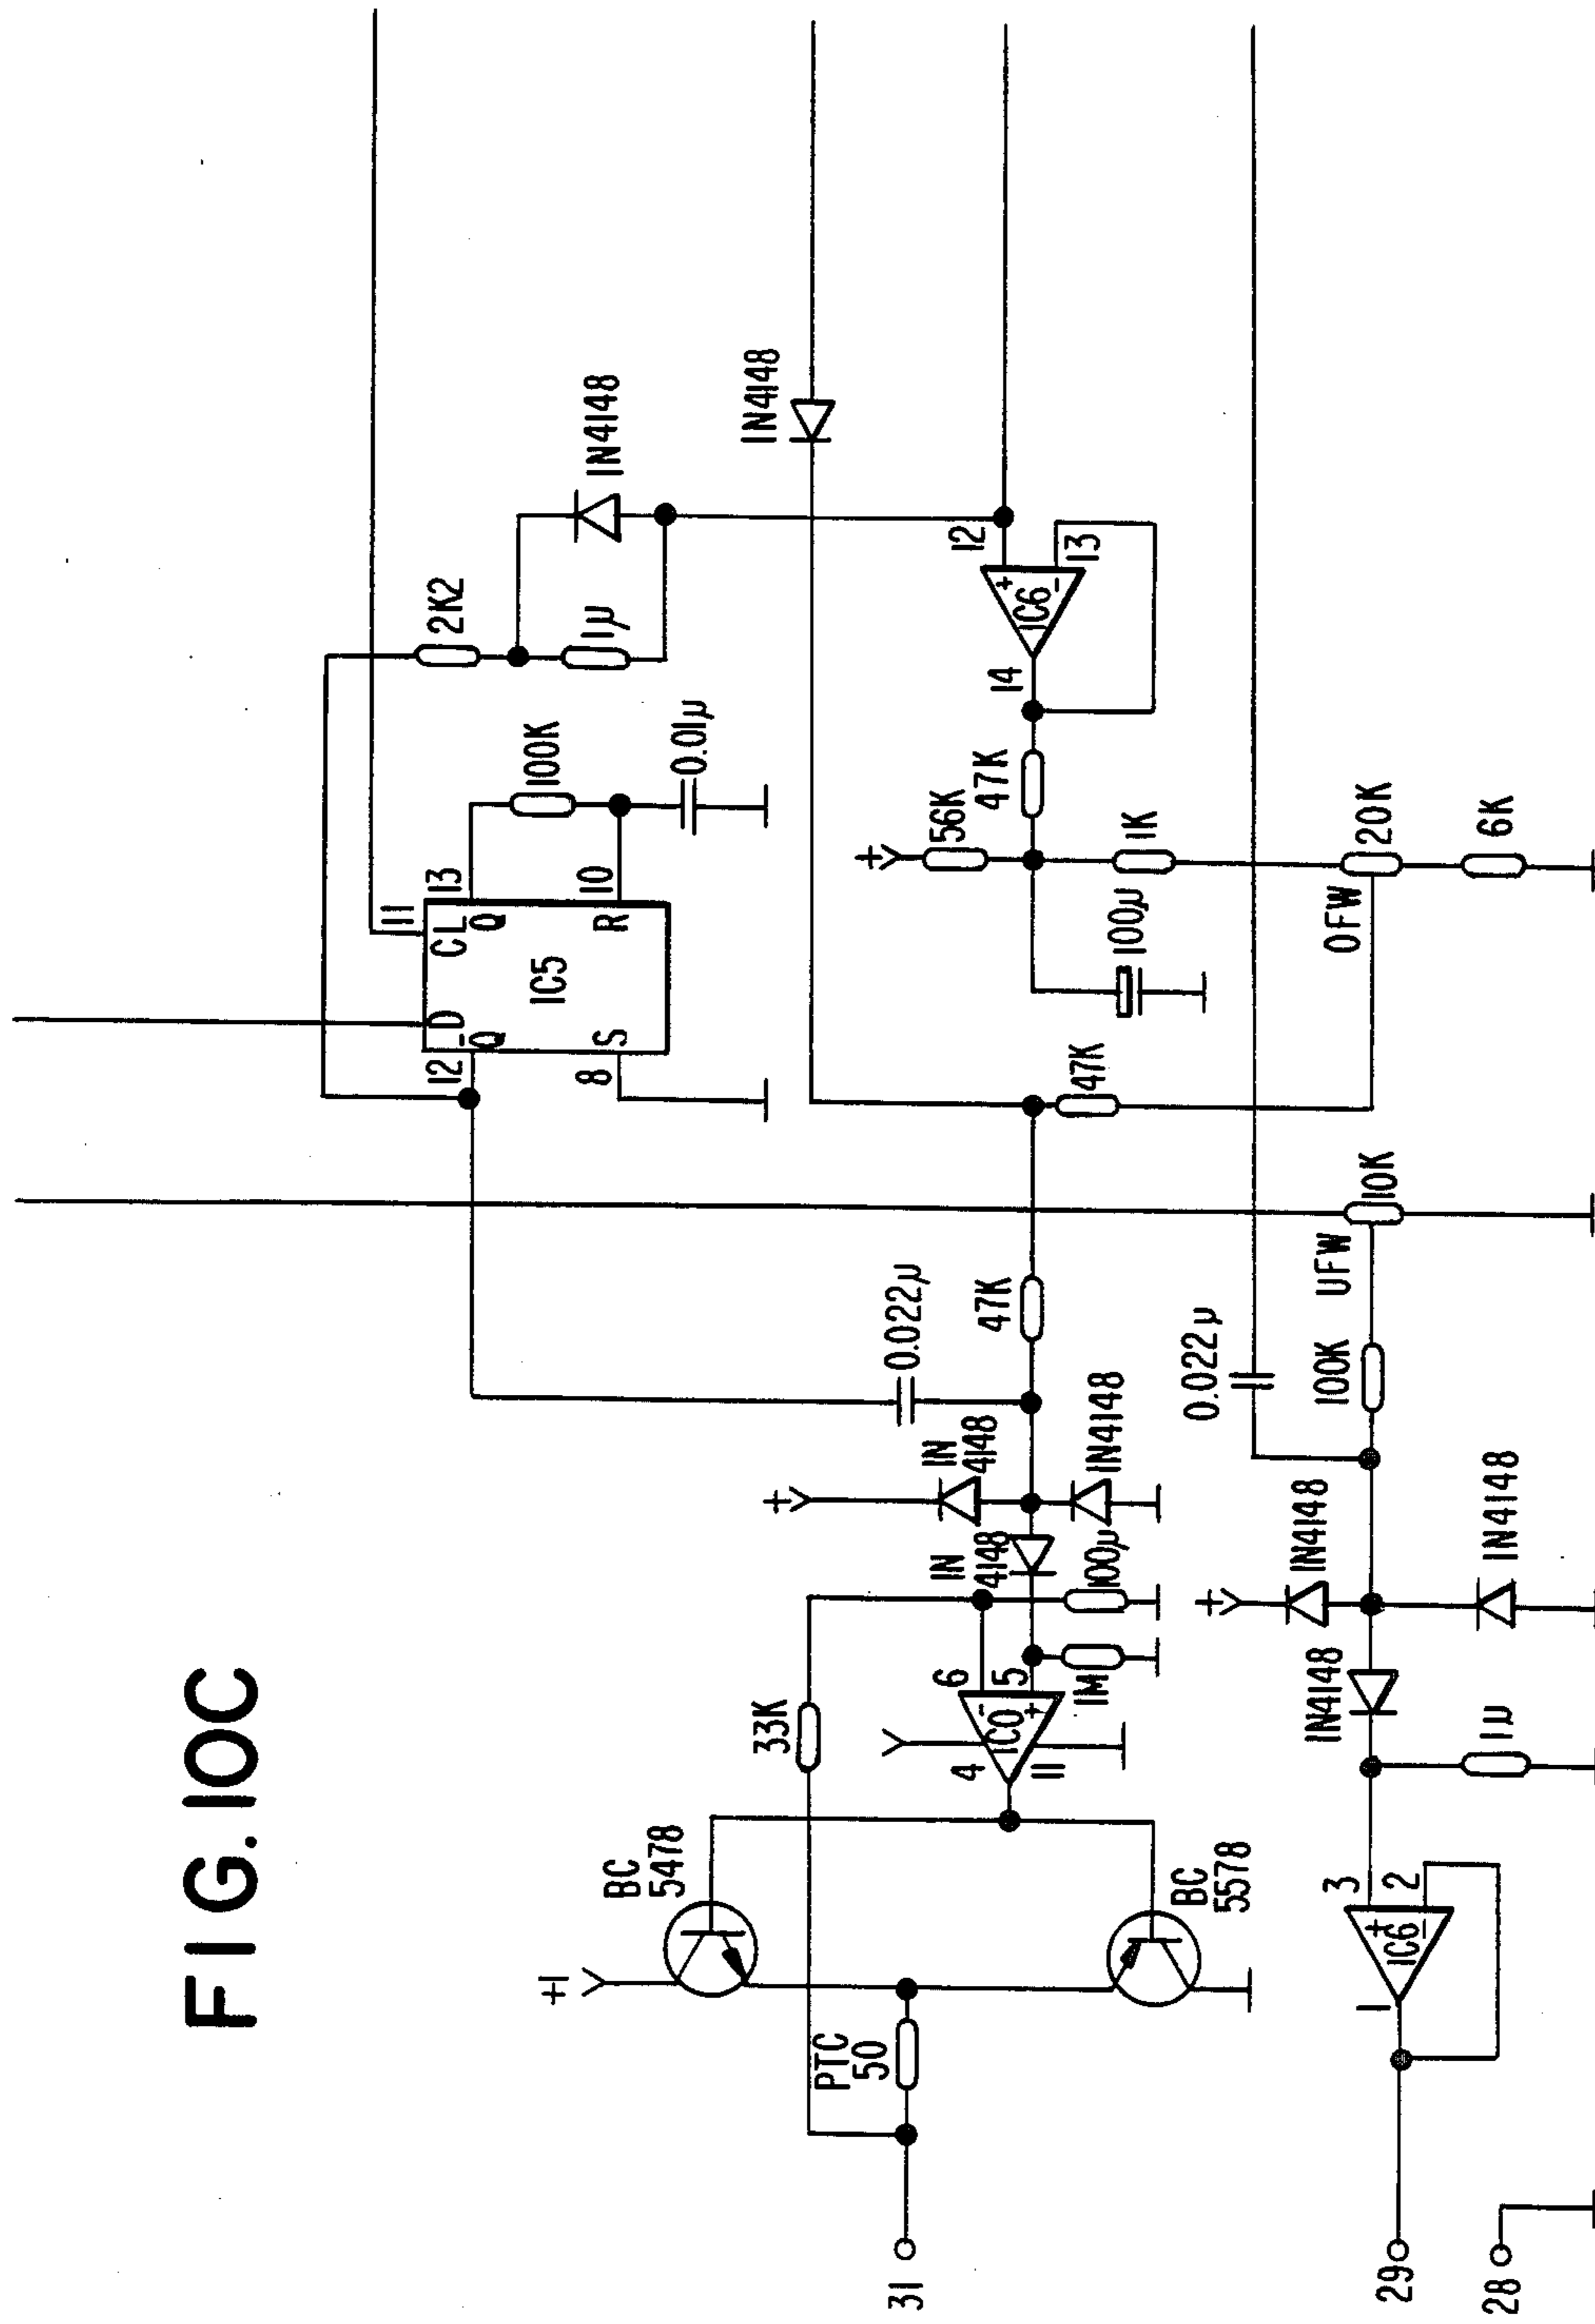 FIG. 10C
11
CL
D
13
Q
12
Q
IC5
10
R
8
S
100K
0.01µ
2K2
1µ
IN4148
IN4148
12
+
13
-
IC6
14
47K
56K
+
1K
100µ
20K
OFW
6K
47K
10K
UFW
47K
0.022µ
0.022µ
100K
IN
4148
+
IN4148
IN
4148
100µ
33K
6
5
-
+
ICO
4
11
1M
BC
5478
BC
5578
+1
PTC
50
31
+
IN4148
IN4148
IN4148
1µ
3
2
+
-
IC6
1
29
28